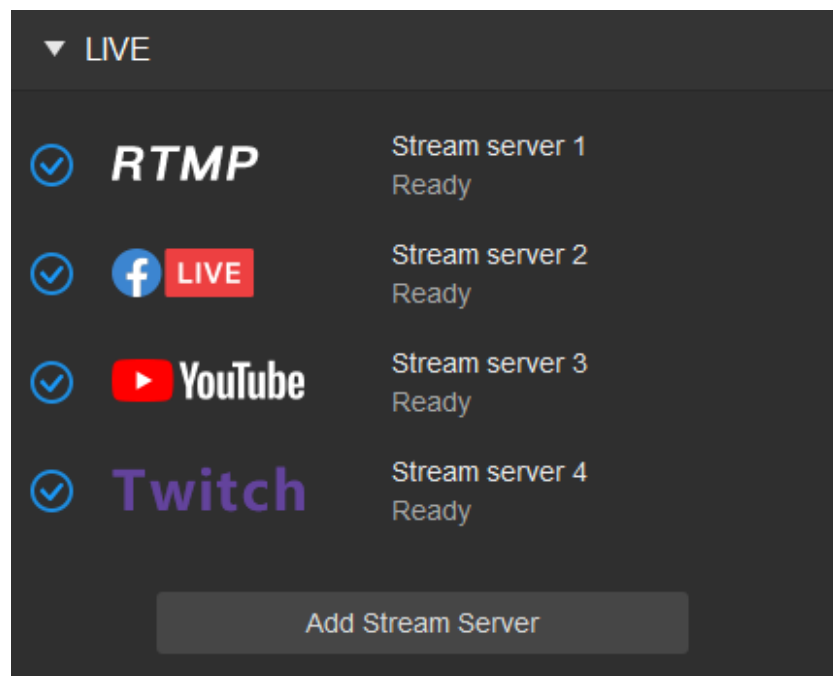 LIVE
RTMP
Stream server 1
Ready
f LIVE
Stream server 2
Ready
YouTube
Stream server 3
Ready
Twitch
Stream server 4
Ready
Add Stream Server